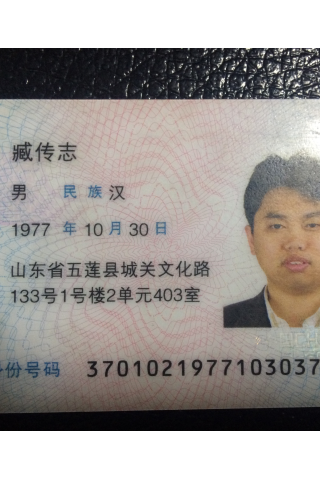 臧传志
男 民族汉
1977 年 10 月 30 日
山东省五莲县城关文化路
133号1号楼2单元403室
份号码 3701021977103037